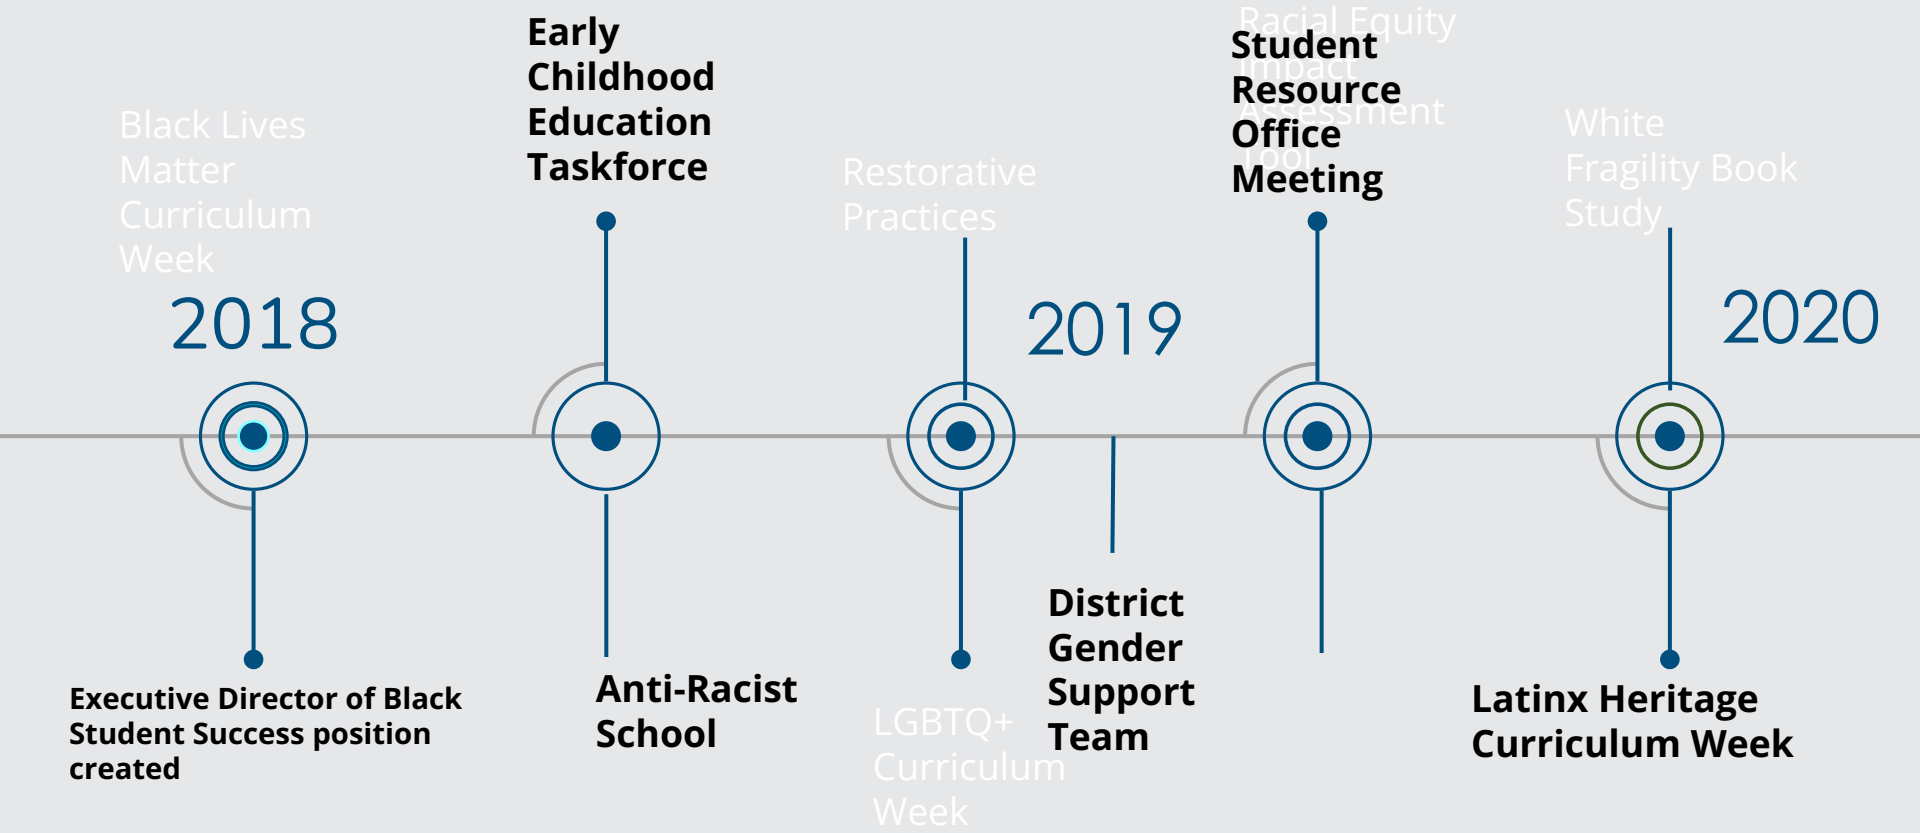 Black Lives
Matter
Curriculum
Week
2018
Executive Director of Black
Student Success position
created
Early
Childhood
Education
Taskforce
Anti-Racist
School
Restorative
Practices
LGBTQ+
Curriculum
Week
2019
District
Gender
Support
Team
Racial Equity
Impact
Assessment
Tool
Student
Resource
Office
Meeting
White
Fragility Book
Study
2020
Latinx Heritage
Curriculum Week